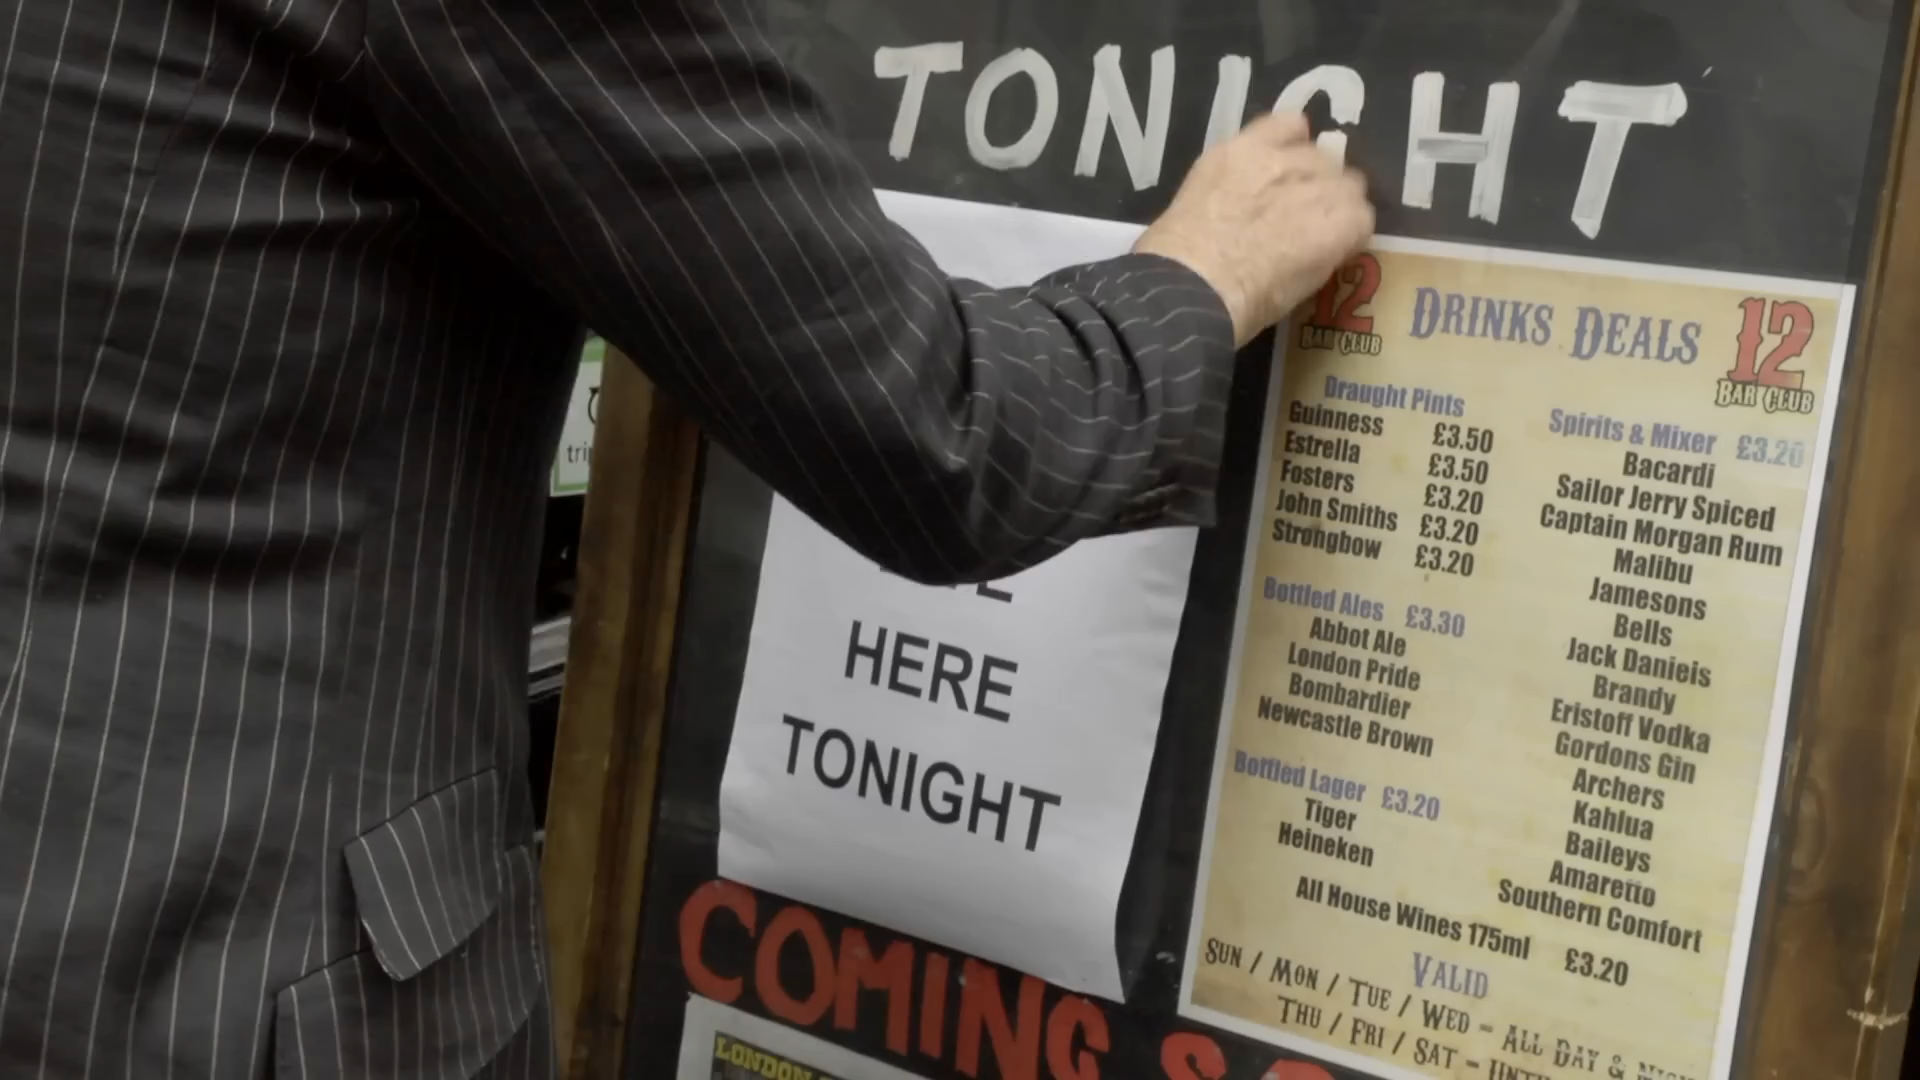 TONIGHT
HERE
TONIGHT
COMING
LONDON
12
BAR CLUB
DRINKS DEALS
12
BAR CLUB
Draught Pints
Guinness £3.50
Estrella £3.50
Fosters £3.20
John Smiths £3.20
Strongbow £3.20
Bottled Ales £3.30
Abbot Ale
London Pride
Bombardier
Newcastle Brown
Bottled Lager £3.20
Tiger
Heineken
Spirits & Mixer £3.20
Bacardi
Sailor Jerry Spiced
Captain Morgan Rum
Malibu
Jamesons
Bells
Jack Danieis
Brandy
Eristoff Vodka
Gordons Gin
Archers
Kahlua
Baileys
Amaretto
Southern Comfort
All House Wines 175ml £3.20
VALID
SUN / MON / TUE / WED - ALL DAY &
THU / FRI / SAT -